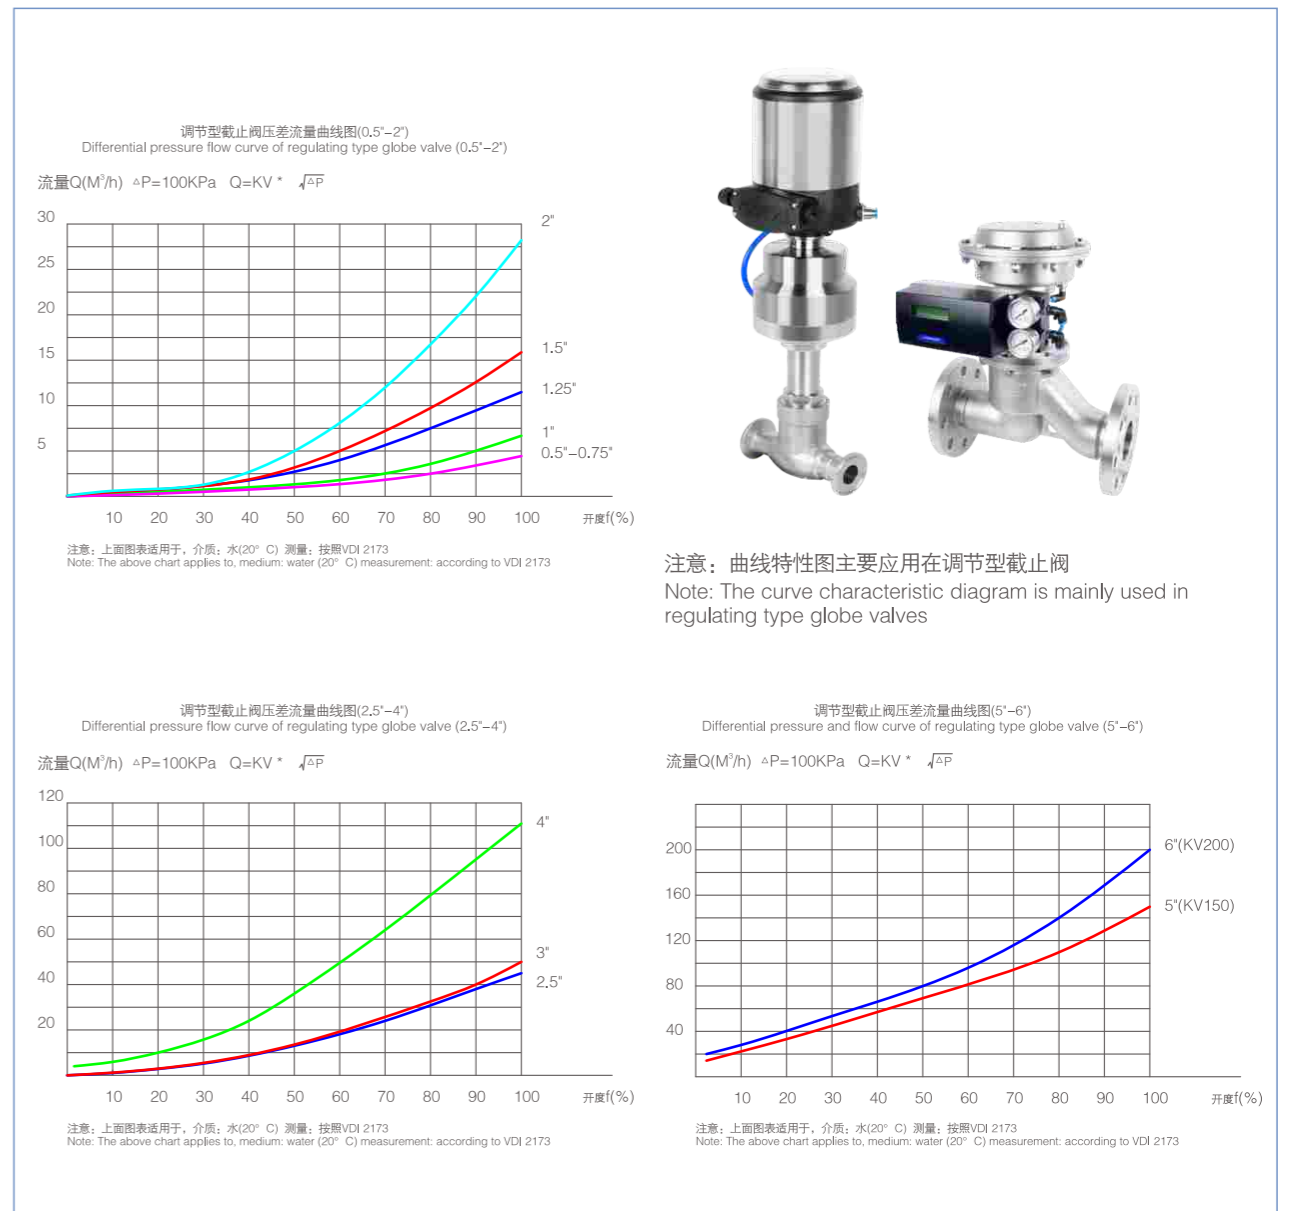 调节型截止阀压差流量曲线图(0.5"–2")
Differential pressure flow curve of regulating type globe valve (0.5"–2")
流量Q(M³/h) △P=100KPa Q=KV * √△P
30
25
20
15
10
5
2"
1.5"
1.25"
1"
0.5"–0.75"
10 20 30 40 50 60 70 80 90 100 开度f(%)
注意：上面图表适用于，介质：水(20° C) 测量：按照VDI 2173
Note: The above chart applies to, medium: water (20° C) measurement: according to VDI 2173
注意：曲线特性图主要应用在调节型截止阀
Note: The curve characteristic diagram is mainly used in
regulating type globe valves
调节型截止阀压差流量曲线图(2.5"–4")
Differential pressure flow curve of regulating type globe valve (2.5"–4")
流量Q(M³/h) △P=100KPa Q=KV * √△P
120
100
80
60
40
20
4"
3"
2.5"
10 20 30 40 50 60 70 80 90 100 开度f(%)
注意：上面图表适用于，介质：水(20° C) 测量：按照VDI 2173
Note: The above chart applies to, medium: water (20° C) measurement: according to VDI 2173
调节型截止阀压差流量曲线图(5"–6")
Differential pressure and flow curve of regulating type globe valve (5"–6")
流量Q(M³/h) △P=100KPa Q=KV * √△P
200
160
120
80
40
6"(KV200)
5"(KV150)
10 20 30 40 50 60 70 80 90 100 开度f(%)
注意：上面图表适用于，介质：水(20° C) 测量：按照VDI 2173
Note: The above chart applies to, medium: water (20° C) measurement: according to VDI 2173